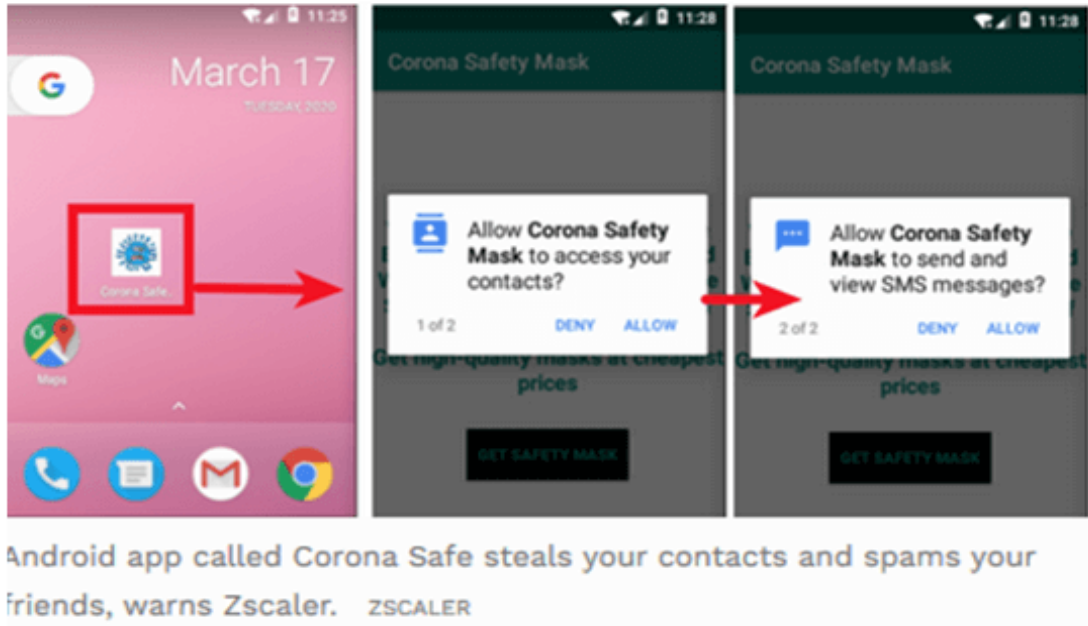 11:25
March 17
TUESDAY, 2020
Corona Safe..
Maps
11:28
Corona Safety Mask
Allow Corona Safety
Mask to access your
contacts?
1 of 2
DENY ALLOW
Get high-quality masks at cheapest
prices
GET SAFETY MASK
11:28
Corona Safety Mask
Allow Corona Safety
Mask to send and
view SMS messages?
2 of 2
DENY ALLOW
Get high-quality masks at cheapest
prices
GET SAFETY MASK
Android app called Corona Safe steals your contacts and spams your
friends, warns Zscaler. ZSCALER